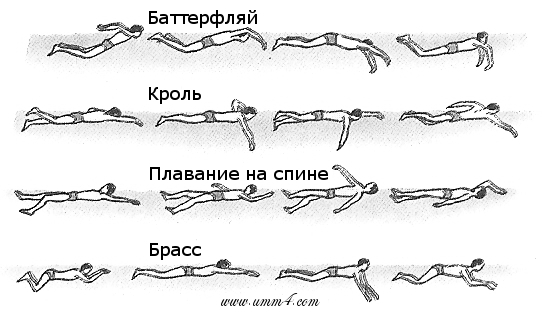 Баттерфляй
Кроль
Плавание на спине
Брасс
www.umm4.com